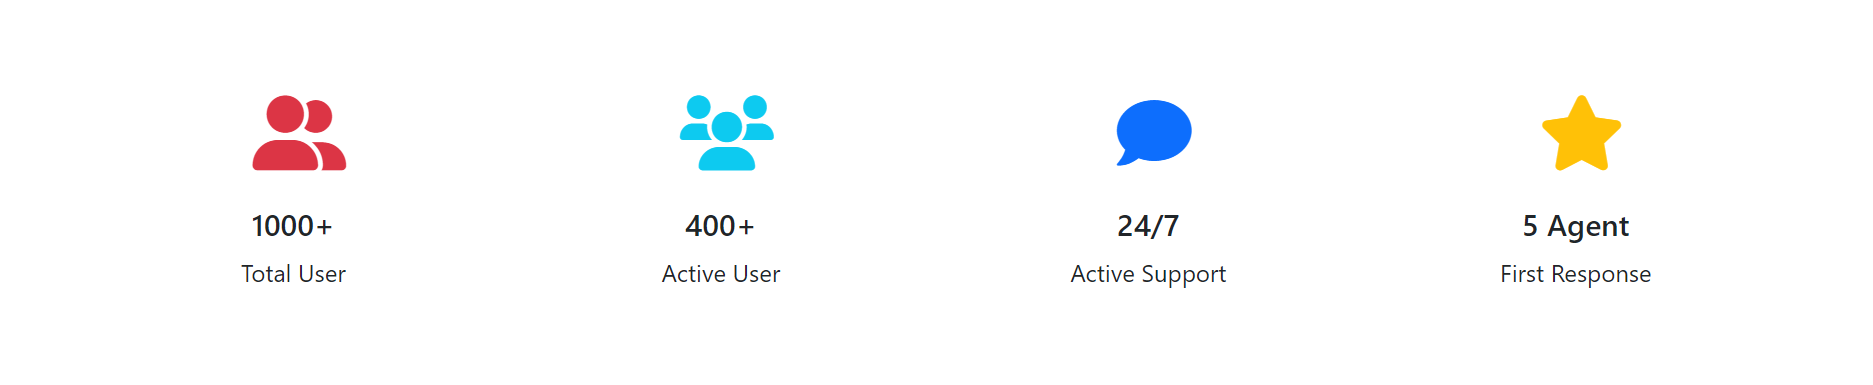 1000+
Total User
400+
Active User
24/7
Active Support
5 Agent
First Response